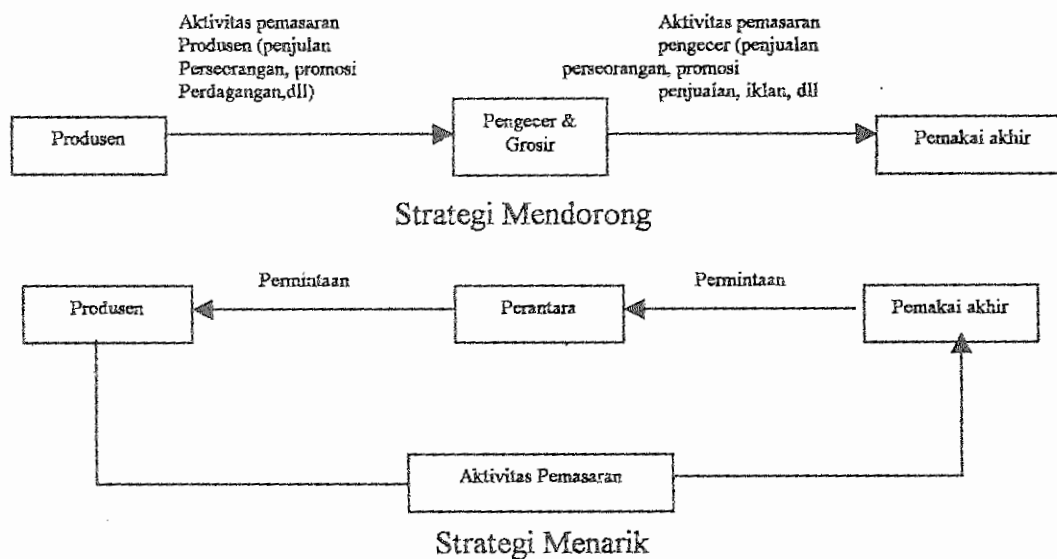 Aktivitas pemasaran
Produsen (penjulan
Perseorangan, promosi
Perdagangan,dll)
Aktivitas pemasaran
pengecer (penjualan
perseorangan, promosi
penjualan, iklan, dll
Produsen
Pengecer &
Grosir
Pemakai akhir
Strategi Mendorong
Permintaan
Permintaan
Produsen
Perantara
Pemakai akhir
Aktivitas Pemasaran
Strategi Menarik